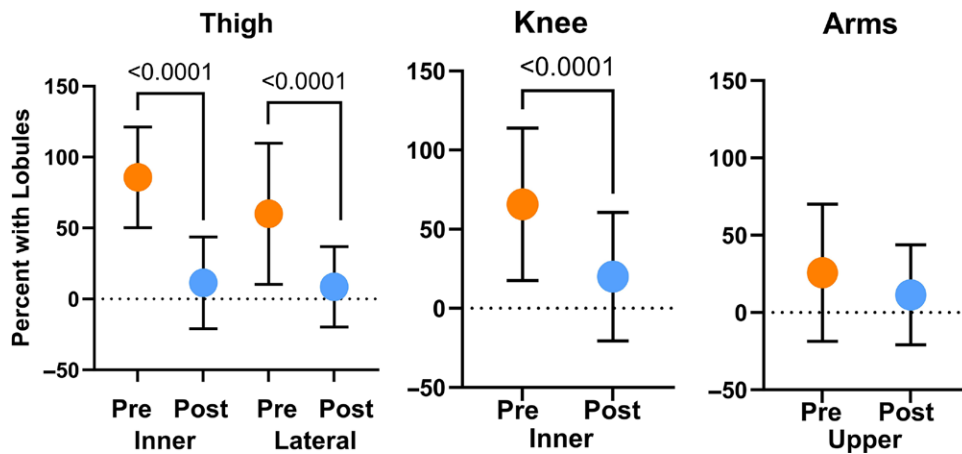 Thigh
Knee
Arms
Percent with Lobules
150
100
50
0
–50
<0.0001
<0.0001
Pre
Post
Pre
Post
Inner
Lateral
150
100
50
0
–50
<0.0001
Pre
Post
Inner
150
100
50
0
–50
Pre
Post
Upper